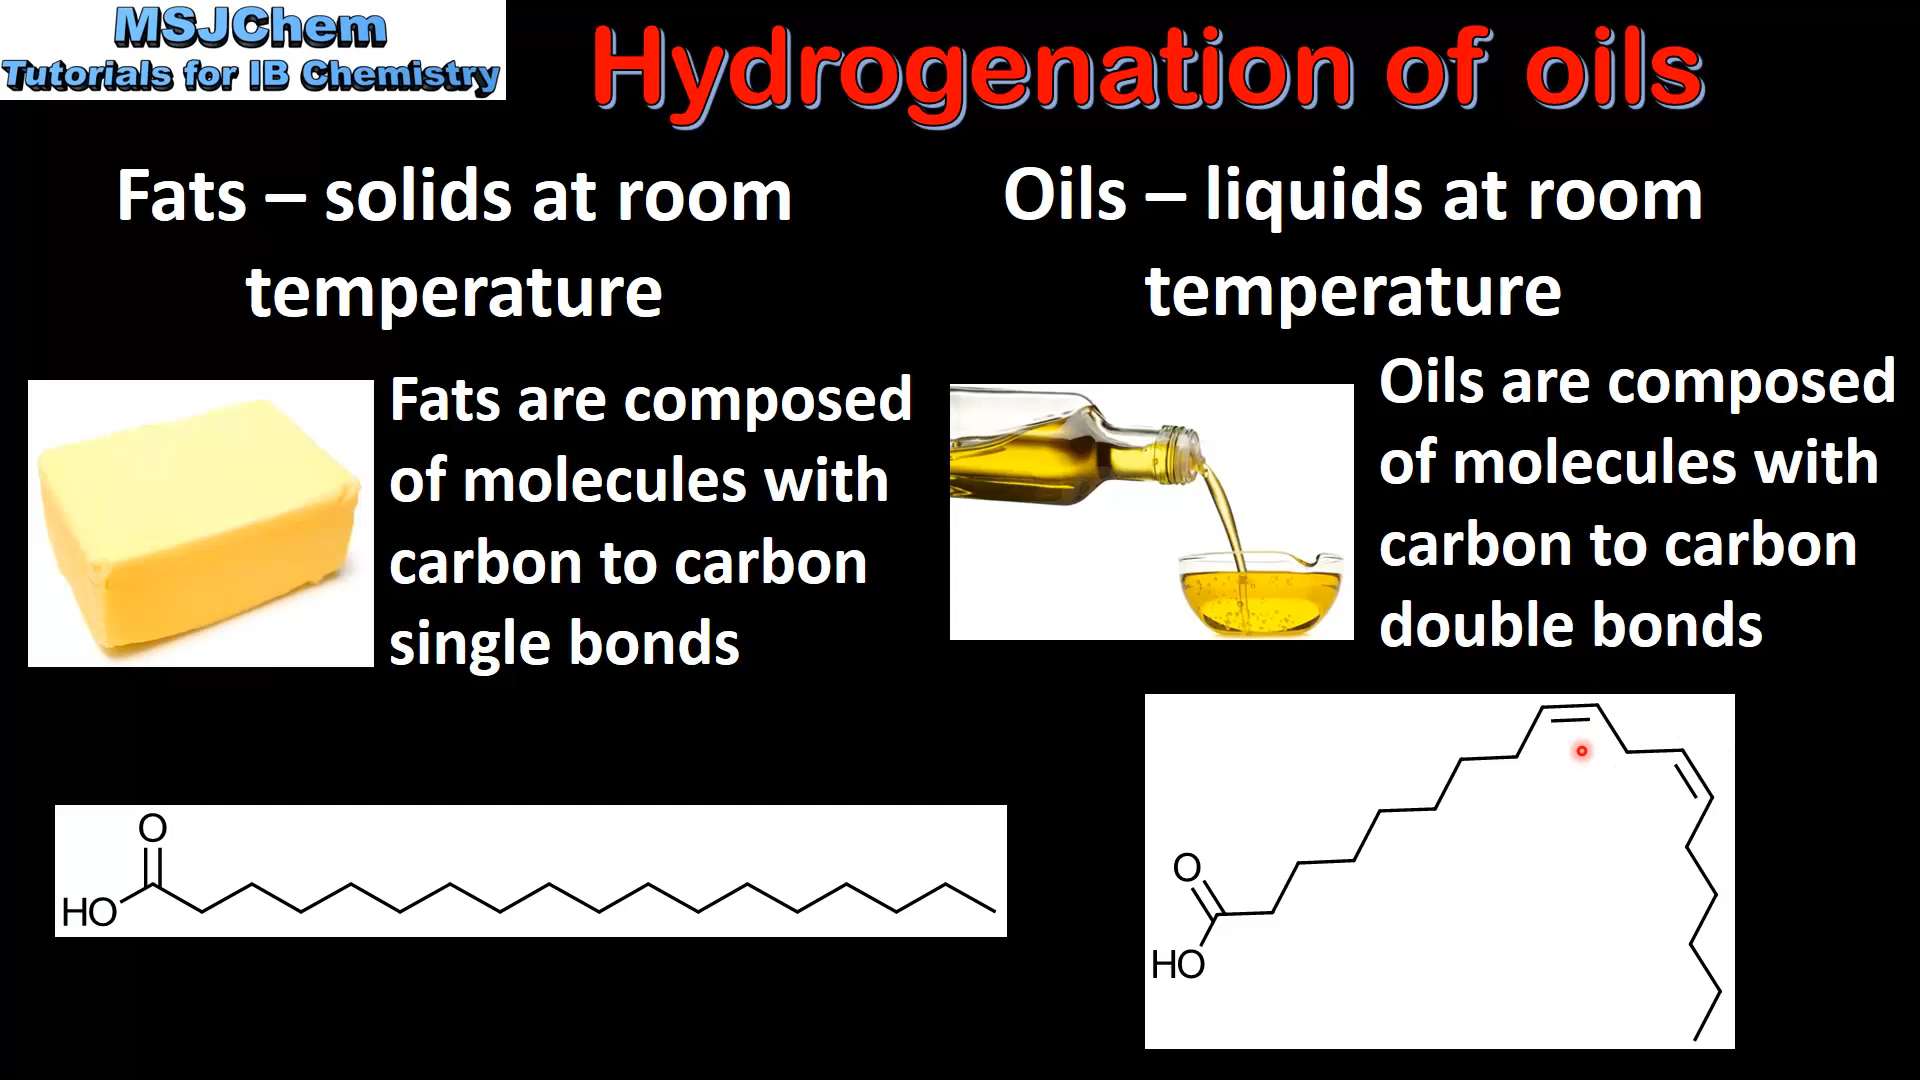 MSJChem
Tutorials for IB Chemistry
Hydrogenation of oils
Fats – solids at room
temperature
Oils – liquids at room
temperature
Fats are composed
of molecules with
carbon to carbon
single bonds
Oils are composed
of molecules with
carbon to carbon
double bonds
O
HO
O
HO